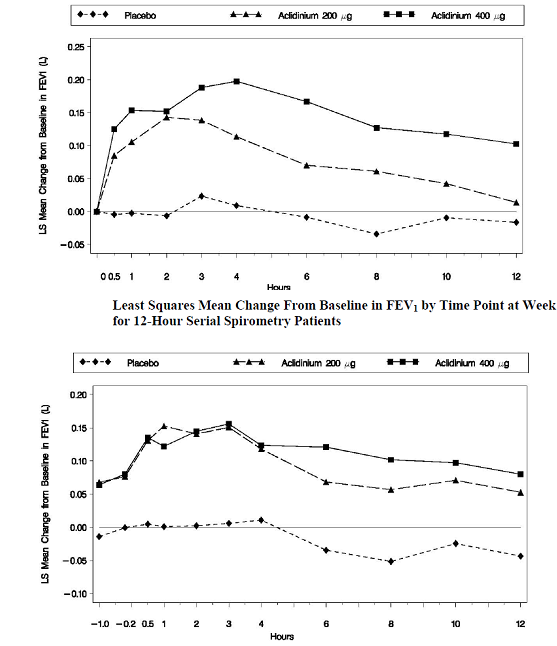 Placebo Aclidinium 200 μg Aclidinium 400 μg
LS Mean Change from Baseline in FEV1 (L)
0.25
0.20
0.15
0.10
0.05
0.00
−0.05
0 0.5 1 2 3 4 6 8 10 12
Hours
Least Squares Mean Change From Baseline in FEV1 by Time Point at Week
for 12-Hour Serial Spirometry Patients
Placebo Aclidinium 200 μg Aclidinium 400 μg
LS Mean Change from Baseline in FEV1 (L)
0.20
0.15
0.10
0.05
0.00
−0.05
−0.10
−1.0 −0.2 0.5 1 2 3 4 6 8 10 12
Hours